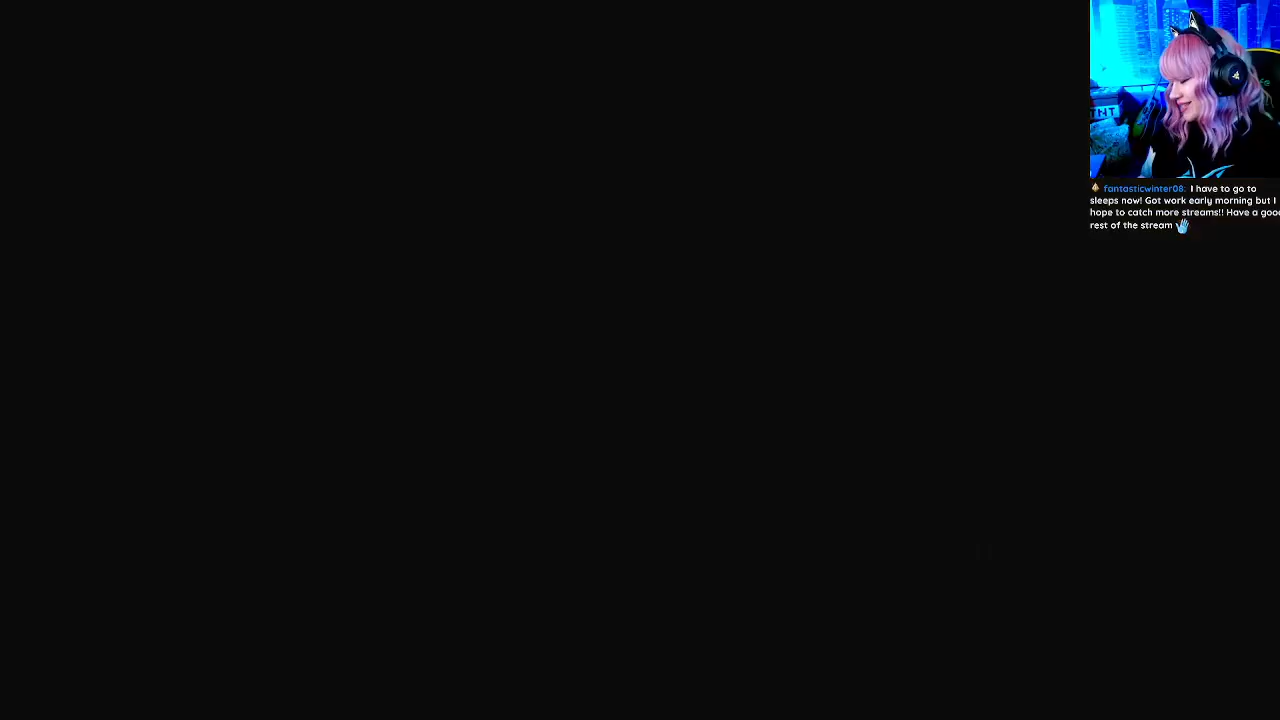 TNT
fantasticwinter08: I have to go to
sleeps now! Got work early morning but I
hope to catch more streams!! Have a good
rest of the stream